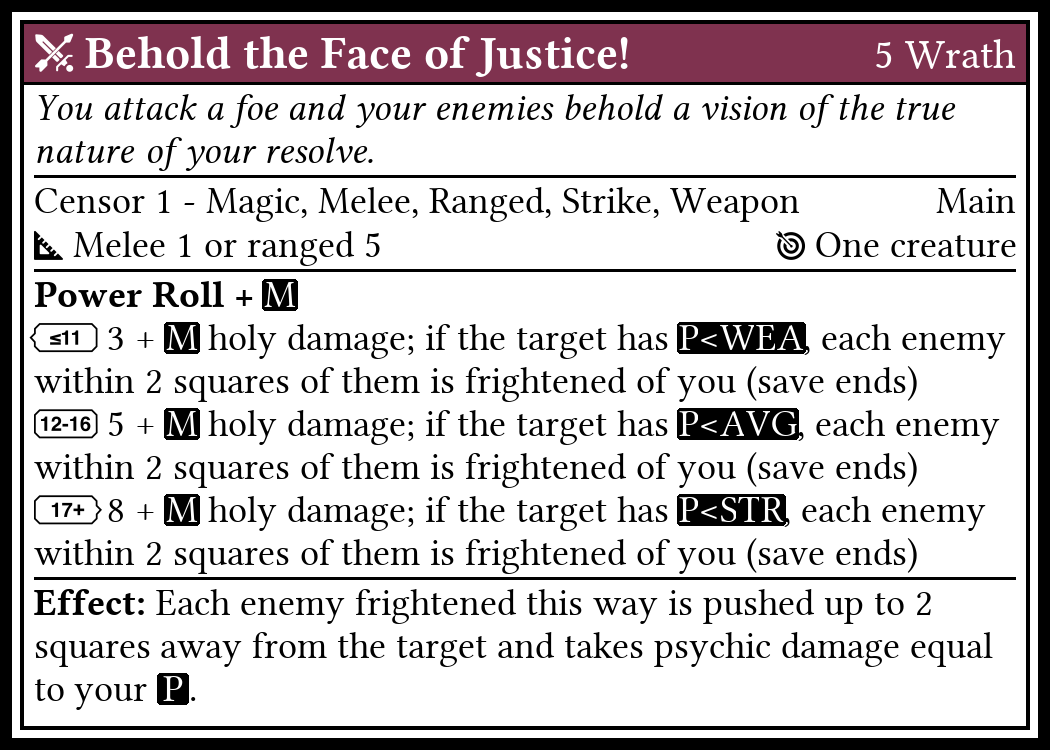 Behold the Face of Justice! 5 Wrath
You attack a foe and your enemies behold a vision of the true
nature of your resolve.
Censor 1 - Magic, Melee, Ranged, Strike, Weapon Main
Melee 1 or ranged 5 One creature
Power Roll + M
≤11 3 + M holy damage; if the target has P<WEA, each enemy
within 2 squares of them is frightened of you (save ends)
12-16 5 + M holy damage; if the target has P<AVG, each enemy
within 2 squares of them is frightened of you (save ends)
17+ 8 + M holy damage; if the target has P<STR, each enemy
within 2 squares of them is frightened of you (save ends)
Effect: Each enemy frightened this way is pushed up to 2
squares away from the target and takes psychic damage equal
to your P.